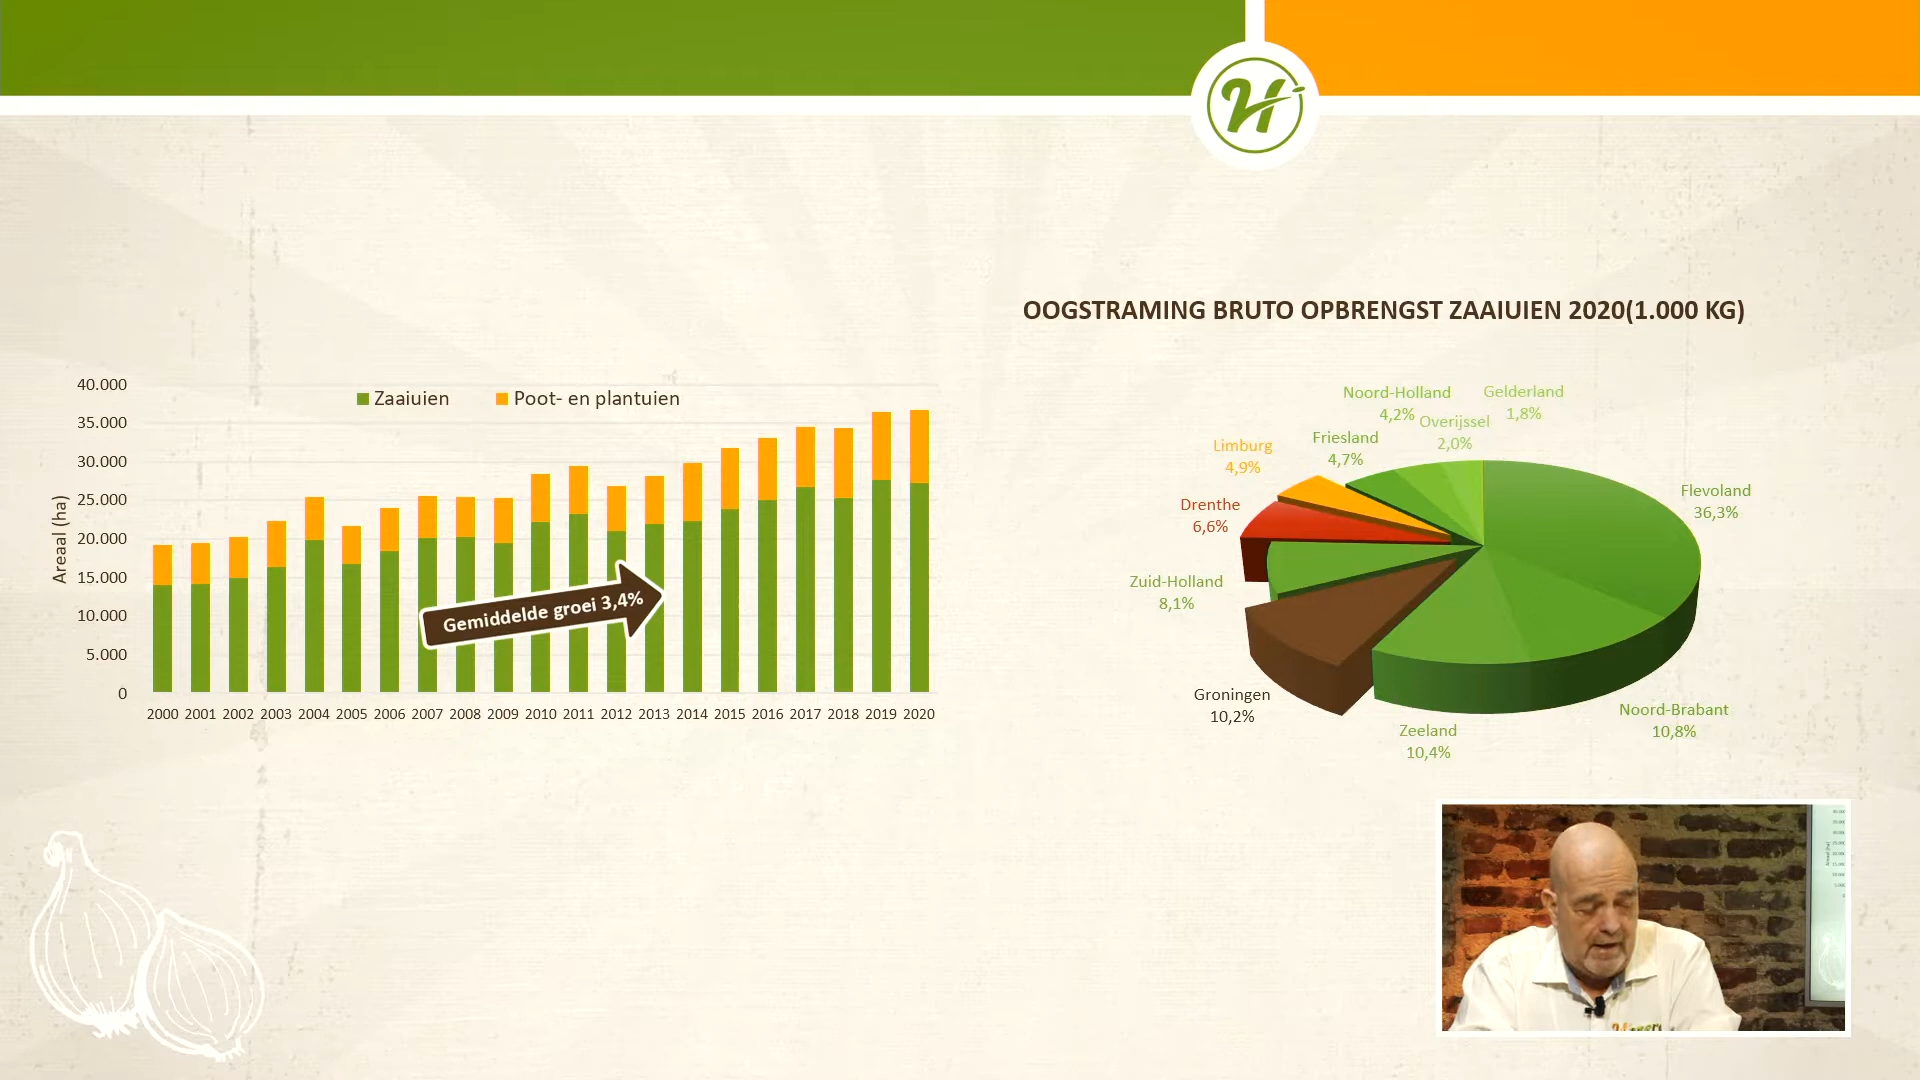 OOGSTRAMING BRUTO OPBRENGST ZAAIUIEN 2020(1.000 KG)
Zaaiuien
Poot- en plantuien
Areaal (ha)
40.000
35.000
30.000
25.000
20.000
15.000
10.000
5.000
0
Gemiddelde groei 3,4%
2000 2001 2002 2003 2004 2005 2006 2007 2008 2009 2010 2011 2012 2013 2014 2015 2016 2017 2018 2019 2020
Noord-Holland
4,2%
Gelderland
1,8%
Overijssel
2,0%
Friesland
4,7%
Limburg
4,9%
Flevoland
36,3%
Drenthe
6,6%
Zuid-Holland
8,1%
Groningen
10,2%
Noord-Brabant
10,8%
Zeeland
10,4%